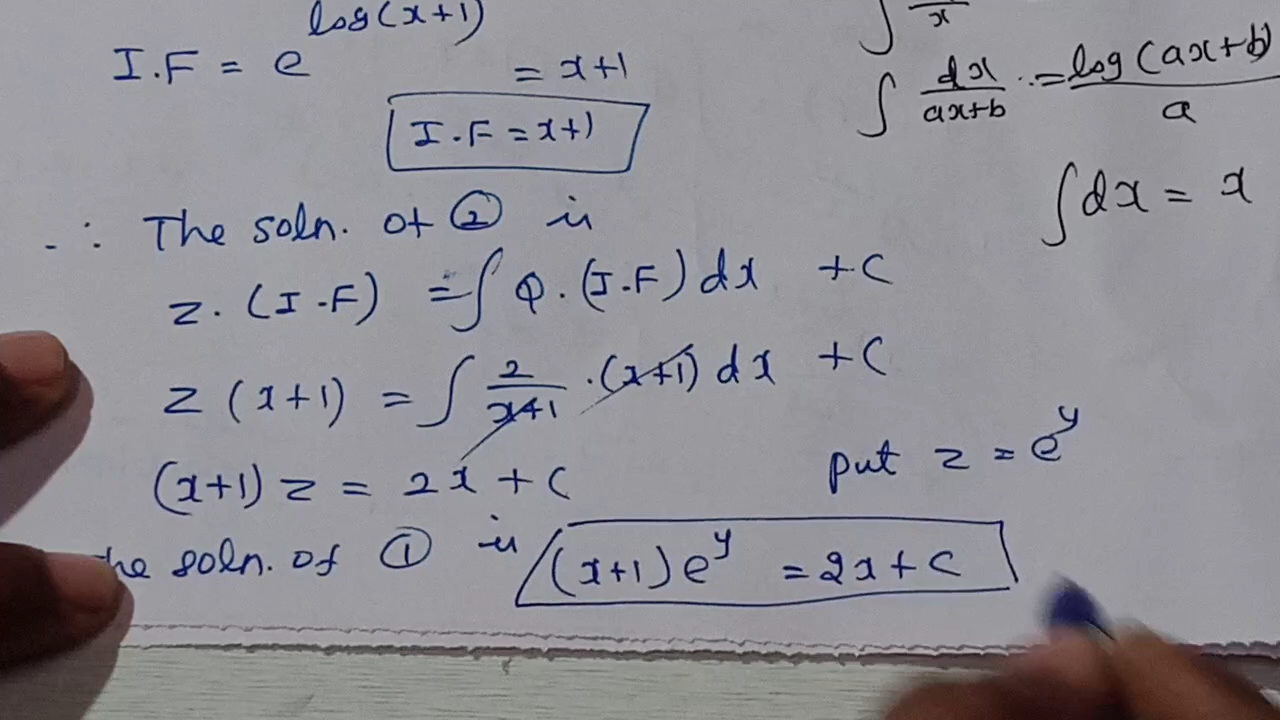 I.F = e^log(x+1) = x+1
I.F = x+1
∴ The soln. of ② is
z. (I.F) = ∫ Q. (I.F) dx + C
z (x+1) = ∫ 2/(x+1) . (x+1) dx + C
(x+1) z = 2x + C
he soln. of ① is (x+1) e^y = 2x + C
∫ /x
∫ dx/(ax+b) = log (ax+b)/a
∫ dx = x
put z = e^y